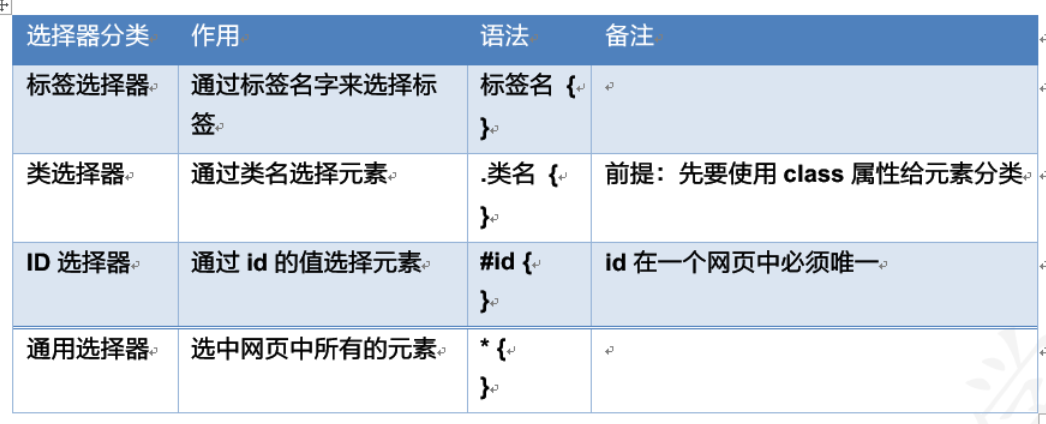 选择器分类 作用 语法 备注
标签选择器 通过标签名字来选择标 标签名 {
签 }
类选择器 通过类名选择元素 .类名 { 前提：先要使用 class 属性给元素分类
}
ID 选择器 通过 id 的值选择元素 #id { id 在一个网页中必须唯一
}
通用选择器 选中网页中所有的元素 * {
}